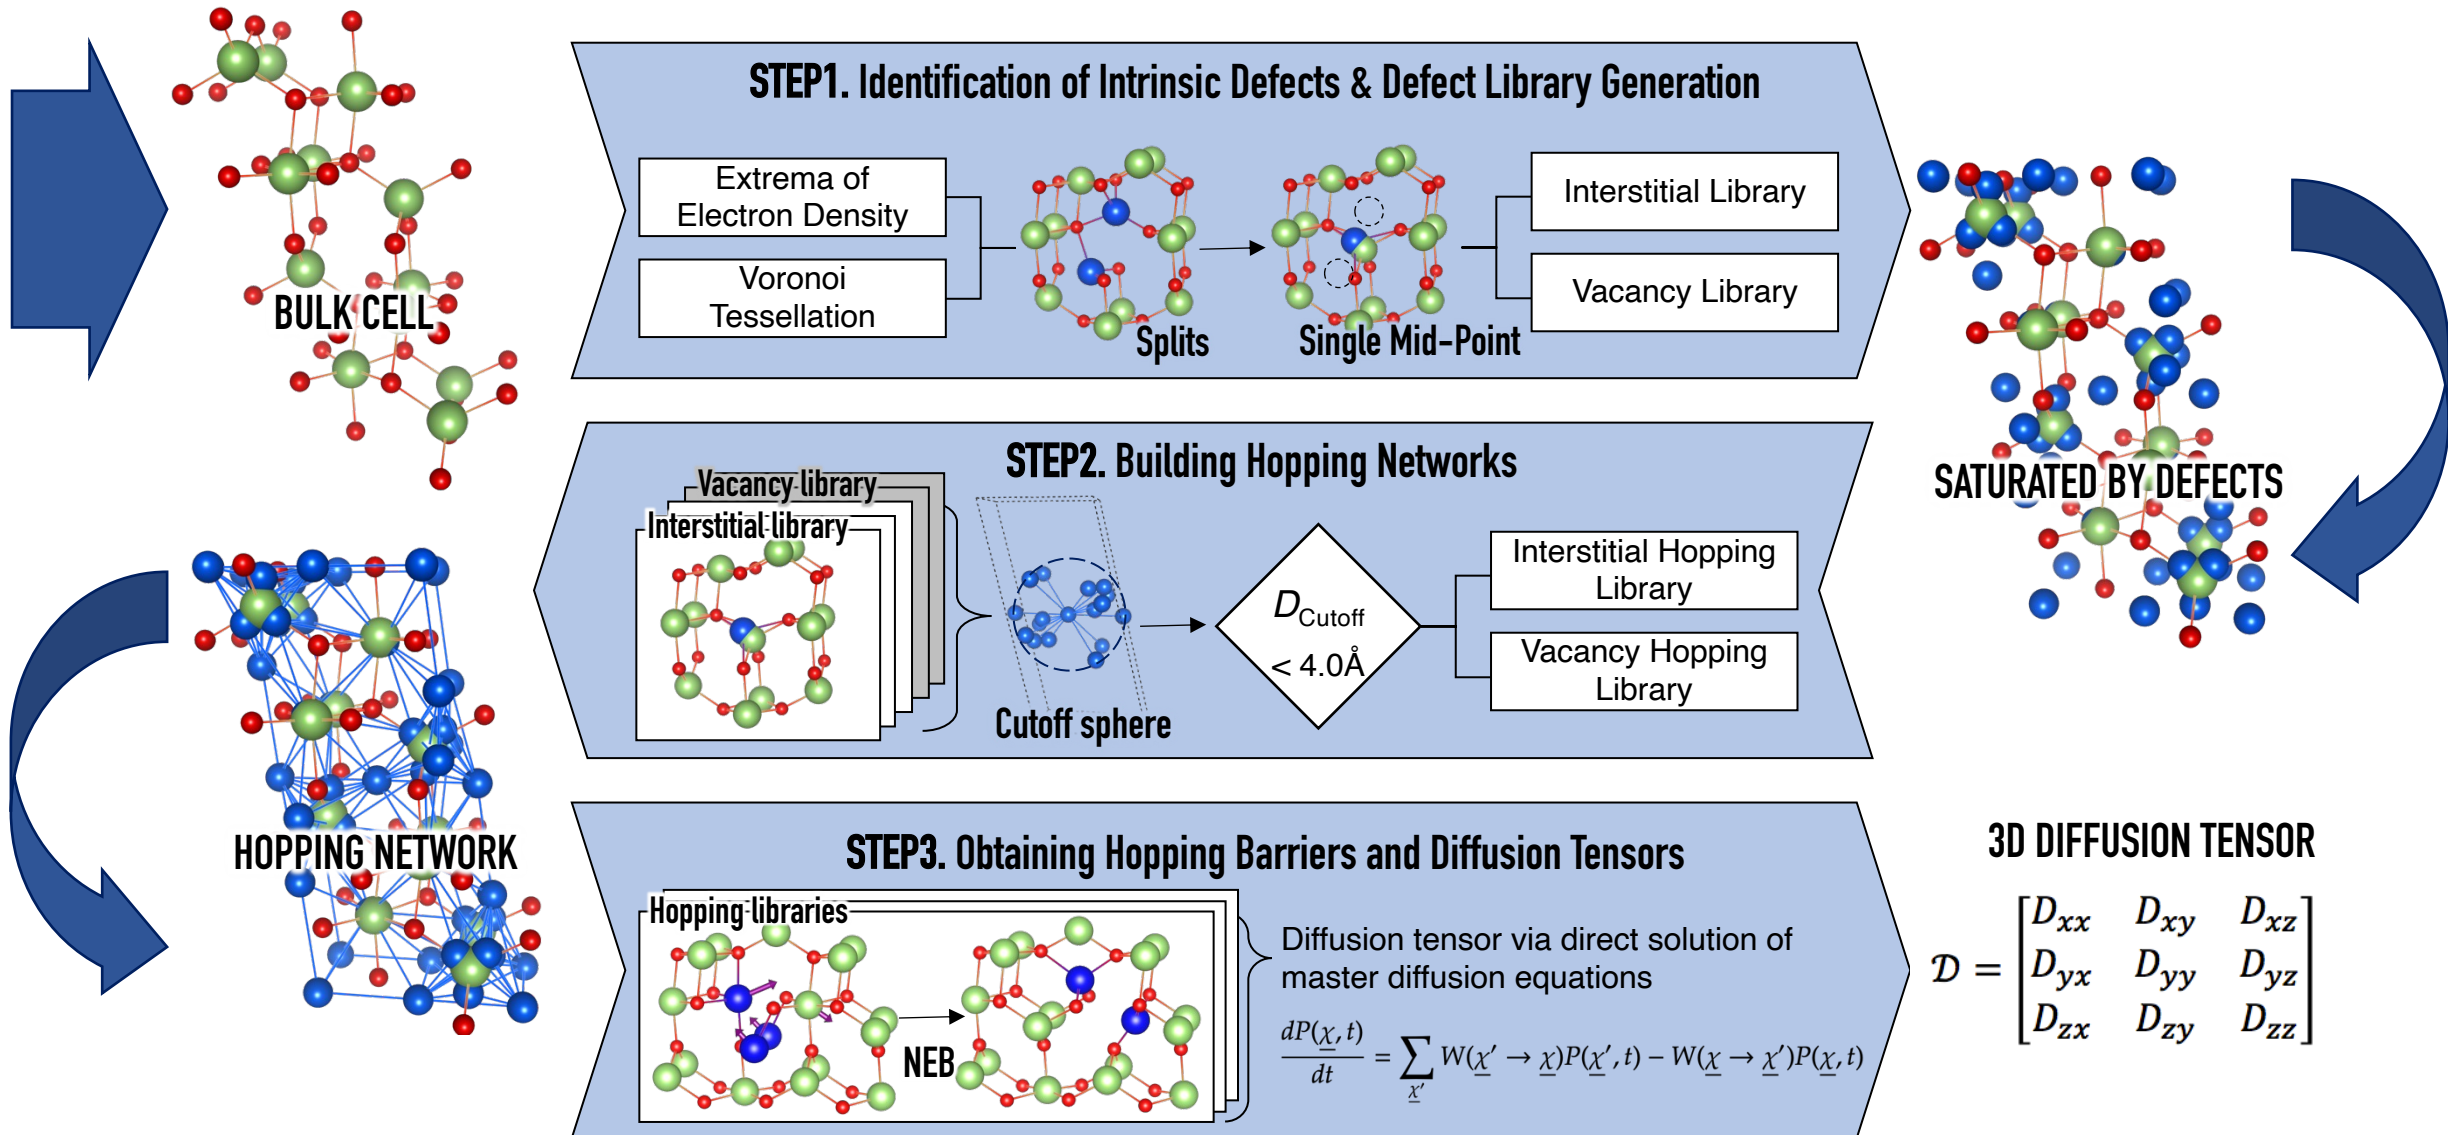 BULK CELL
STEP1. Identification of Intrinsic Defects & Defect Library Generation
Extrema of
Electron Density
Voronoi
Tessellation
Splits
Single Mid-Point
Interstitial Library
Vacancy Library
SATURATED BY DEFECTS
STEP2. Building Hopping Networks
Vacancy library
Interstitial library
Cutoff sphere
D_Cutoff
< 4.0Å
Interstitial Hopping
Library
Vacancy Hopping
Library
HOPPING NETWORK
STEP3. Obtaining Hopping Barriers and Diffusion Tensors
Hopping libraries
NEB
Diffusion tensor via direct solution of
master diffusion equations
dP(χ, t)/dt = ∑_χ′ W(χ′ → χ)P(χ′, t) − W(χ → χ′)P(χ, t)
3D DIFFUSION TENSOR
D_xx D_xy D_xz
𝒟 = D_yx D_yy D_yz
D_zx D_zy D_zz